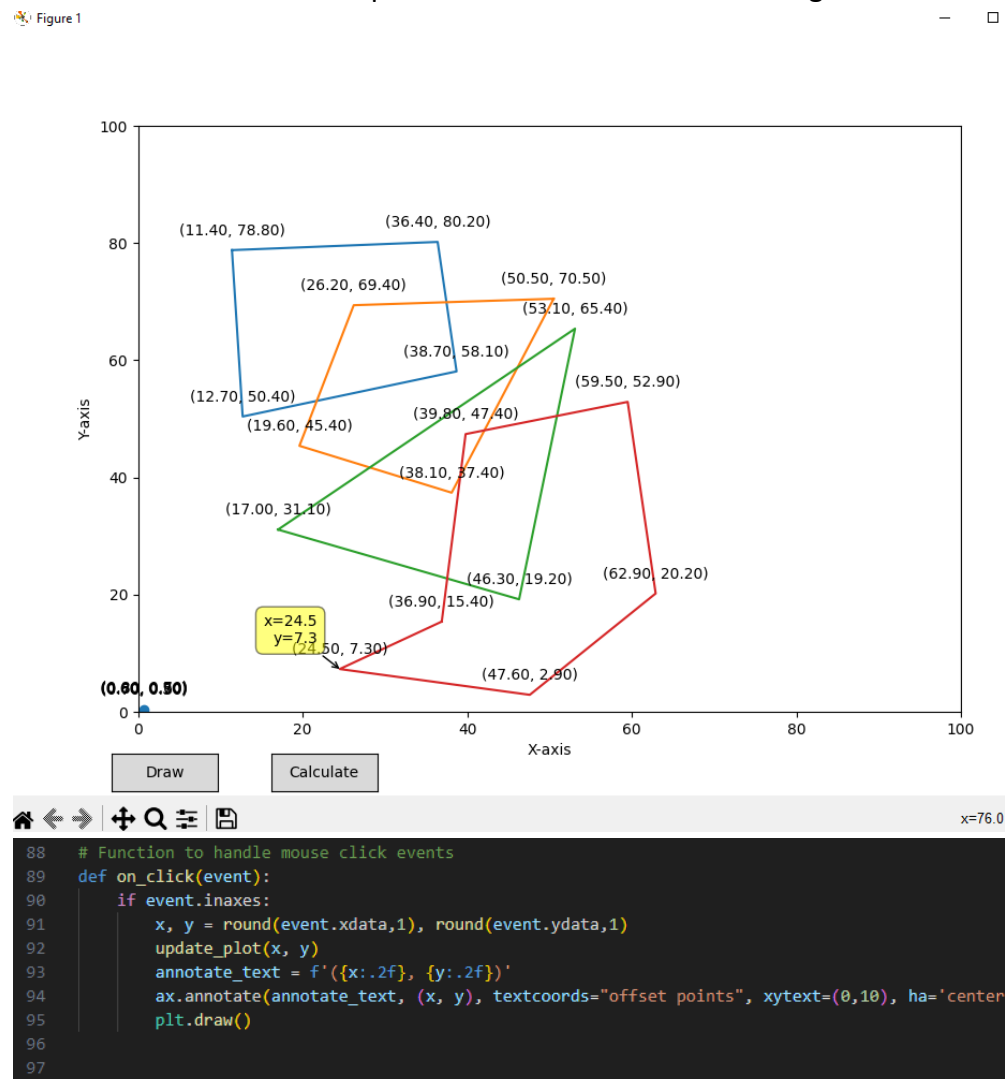 Figure 1
100
(36.40, 80.20)
(11.40, 78.80)
80
(50.50, 70.50)
(26.20, 69.40)
(53.10, 65.40)
60
(38.70, 58.10)
(59.50, 52.90)
(12.70, 50.40)
(39.80, 47.40)
(19.60, 45.40)
Y-axis
40
(38.10, 37.40)
(17.00, 31.10)
20
(46.30, 19.20)
(62.90, 20.20)
(36.90, 15.40)
x=24.5
y=7.3
(24.50, 7.30)
(47.60, 2.90)
0
0 20 40 60 80 100
X-axis
Draw Calculate
x=76.0
88 # Function to handle mouse click events
89 def on_click(event):
90 if event.inaxes:
91 x, y = round(event.xdata,1), round(event.ydata,1)
92 update_plot(x, y)
93 annotate_text = f'({x:.2f}, {y:.2f})'
94 ax.annotate(annotate_text, (x, y), textcoords="offset points", xytext=(0,10), ha='center
95 plt.draw()
96
97